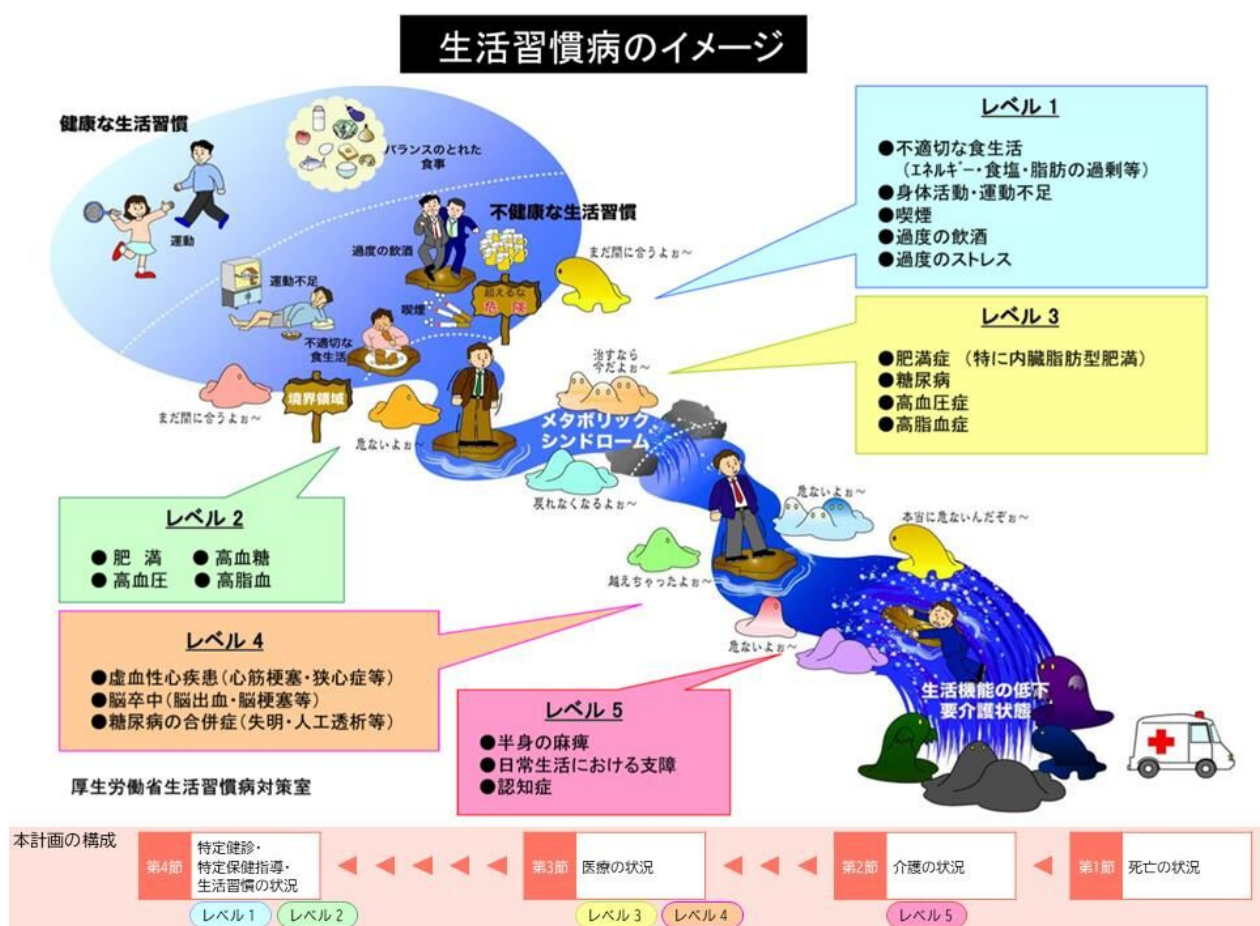 生活習慣病のイメージ
健康な生活習慣
バランスのとれた
食事
運動
不健康な生活習慣
過度の飲酒
まだ間に合うよぉ～
運動不足
喫煙
超えるな
危険
不適切な
食生活
境界領域
まだ間に合うよぉ～
危ないよぉ～
治すなら
今だよぉ～
メタボリック
シンドローム
戻れなくなるよぉ～
危ないよぉ～
本当に危ないんだぞぉ～
越えちゃったよぉ～
危ないよぉ～
生活機能の低下
要介護状態
レベル 1
●不適切な食生活
（エネルギー・食塩・脂肪の過剰等）
●身体活動・運動不足
●喫煙
●過度の飲酒
●過度のストレス
レベル 3
●肥満症 （特に内臓脂肪型肥満）
●糖尿病
●高血圧症
●高脂血症
レベル 2
●肥 満 ●高血糖
●高血圧 ●高脂血
レベル 4
●虚血性心疾患(心筋梗塞・狭心症等)
●脳卒中(脳出血・脳梗塞等)
●糖尿病の合併症(失明・人工透析等)
レベル 5
●半身の麻痺
●日常生活における支障
●認知症
厚生労働省生活習慣病対策室
本計画の構成
第4節 特定健診・
特定保健指導・
生活習慣の状況
レベル 1 レベル 2
第3節 医療の状況
レベル 3 レベル 4
第2節 介護の状況
レベル 5
第1節 死亡の状況